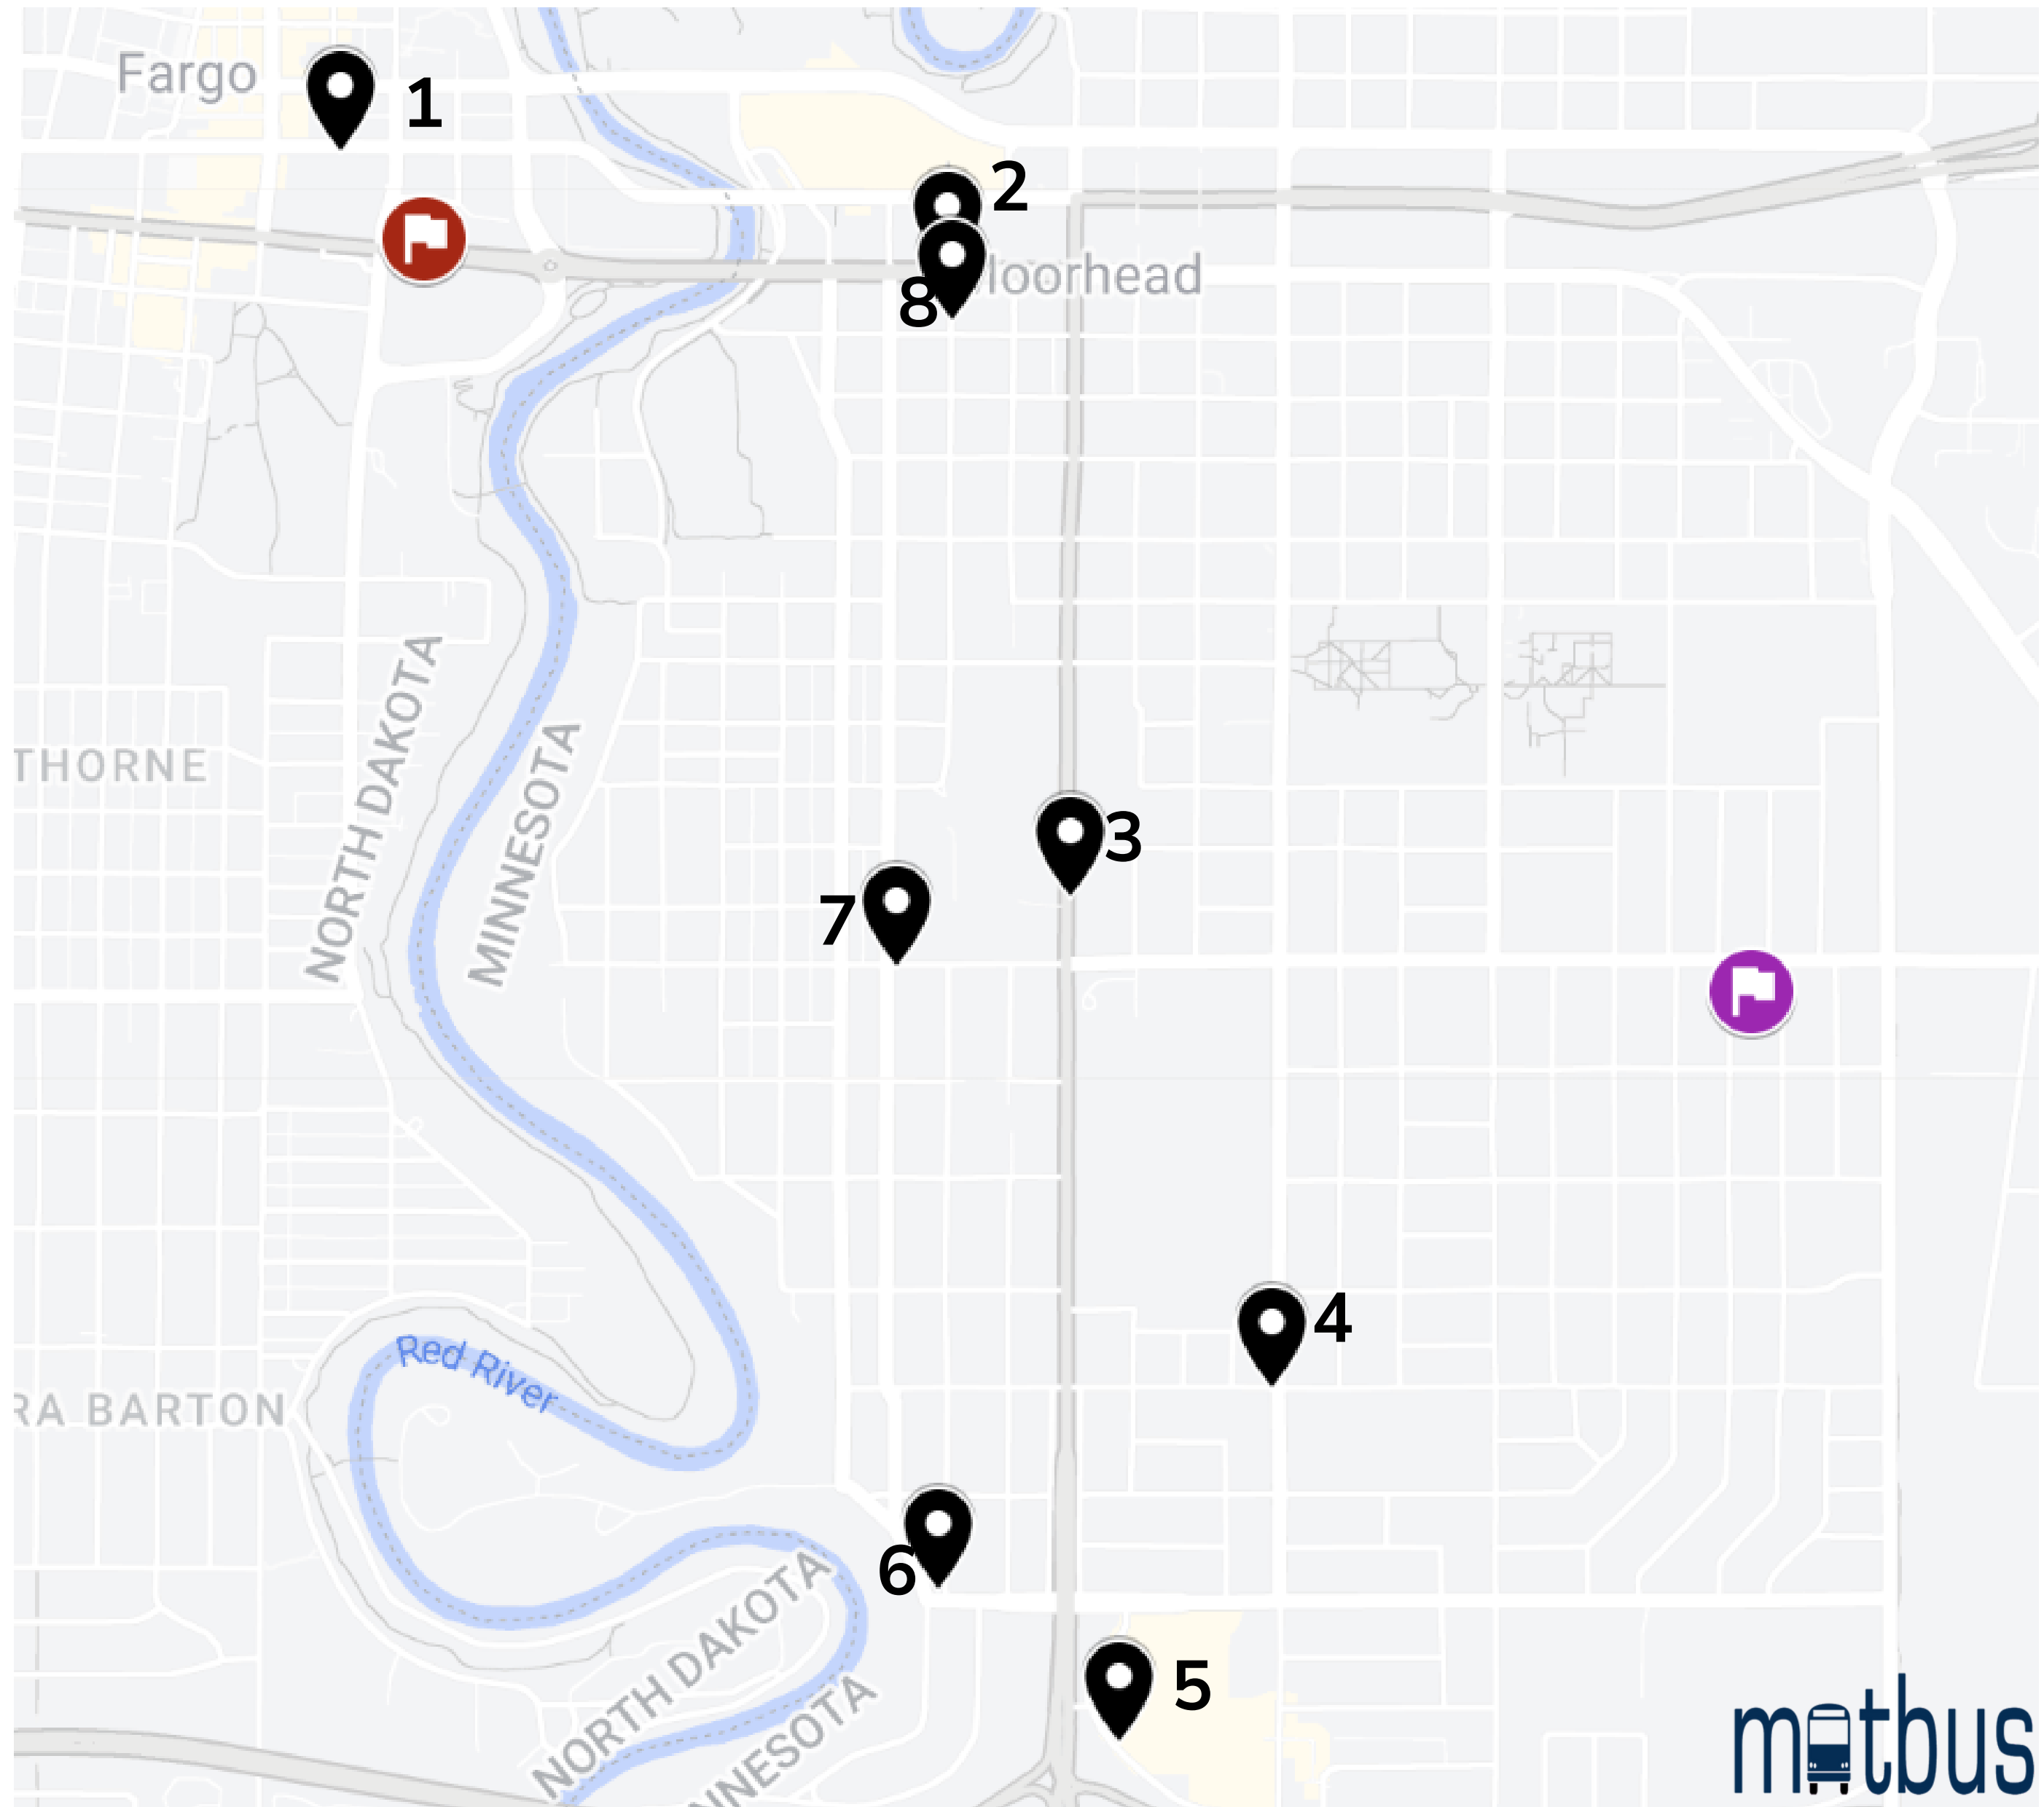 Fargo
1
2
8
loorhead
NORTH DAKOTA
MINNESOTA
THORNE
3
7
4
Red River
RA BARTON
6
NORTH DAKOTA
NNESOTA
5
matbus